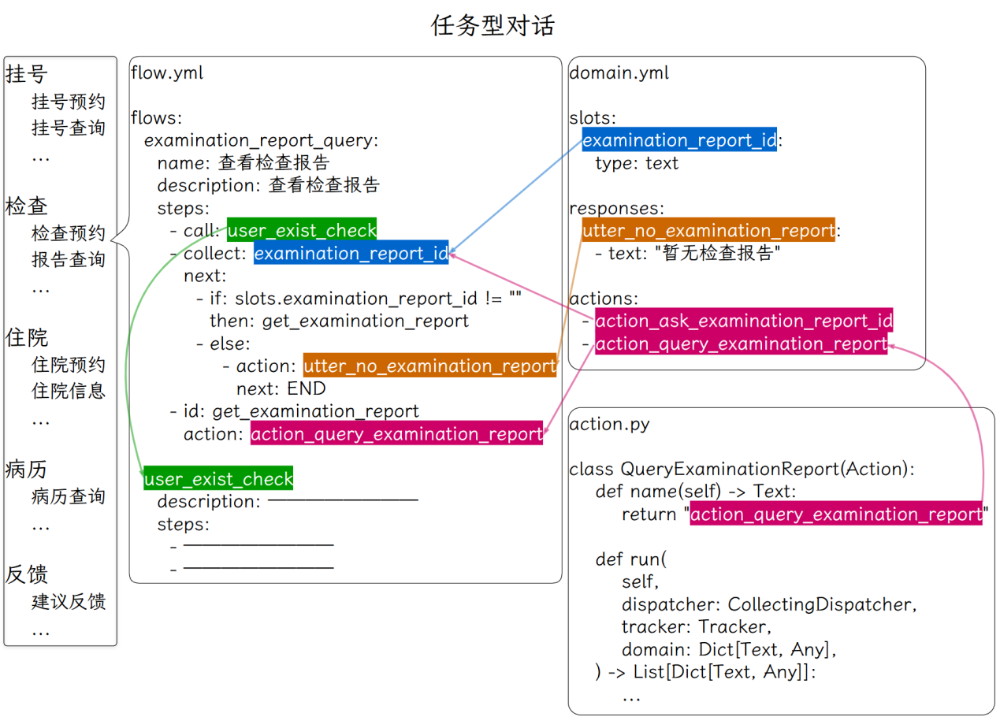 任务型对话
挂号
挂号预约
挂号查询
...
检查
检查预约
报告查询
...
住院
住院预约
住院信息
...
病历
病历查询
...
反馈
建议反馈
...
flow.yml
flows:
examination_report_query:
name: 查看检查报告
description: 查看检查报告
steps:
- call: user_exist_check
- collect: examination_report_id
next:
- if: slots.examination_report_id != ""
then: get_examination_report
- else:
- action: utter_no_examination_report
next: END
- id: get_examination_report
action: action_query_examination_report
user_exist_check
description: ————————
steps:
- ————————
- ————————
domain.yml
slots:
examination_report_id:
type: text
responses:
utter_no_examination_report:
- text: "暂无检查报告"
actions:
- action_ask_examination_report_id
- action_query_examination_report
action.py
class QueryExaminationReport(Action):
def name(self) -> Text:
return "action_query_examination_report"
def run(
self,
dispatcher: CollectingDispatcher,
tracker: Tracker,
domain: Dict[Text, Any],
) -> List[Dict[Text, Any]]:
...